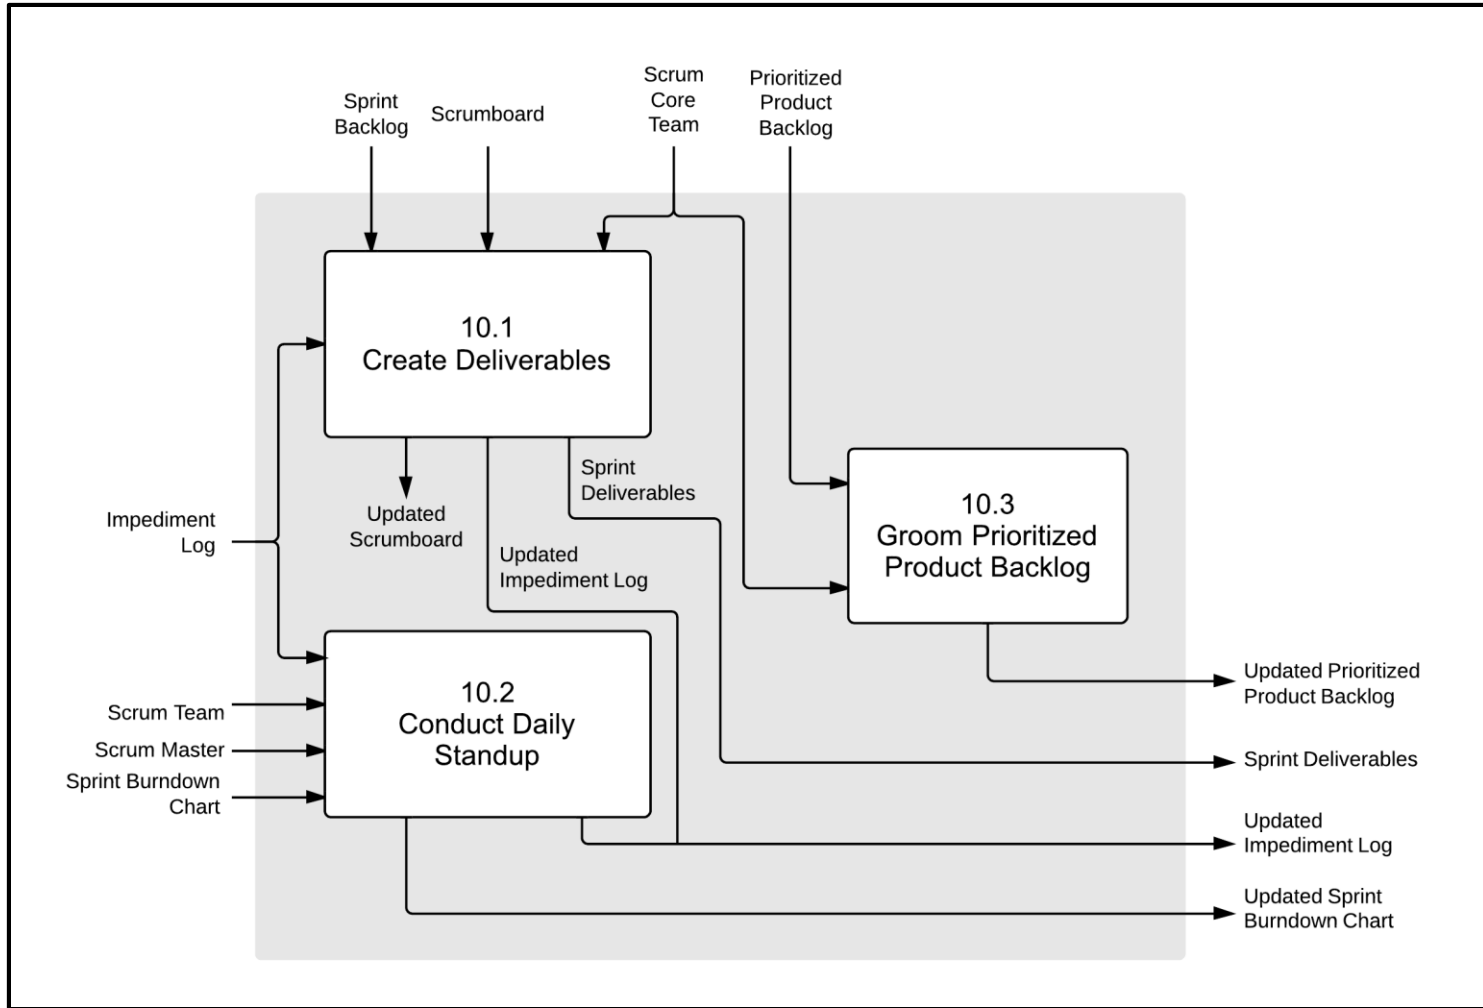 Sprint
Backlog
Scrumboard
Scrum
Core
Team
Prioritized
Product
Backlog
10.1
Create Deliverables
Sprint
Deliverables
Updated
Scrumboard
Updated
Impediment Log
Impediment
Log
10.3
Groom Prioritized
Product Backlog
10.2
Conduct Daily
Standup
Scrum Team
Scrum Master
Sprint Burndown
Chart
Updated Prioritized
Product Backlog
Sprint Deliverables
Updated
Impediment Log
Updated Sprint
Burndown Chart